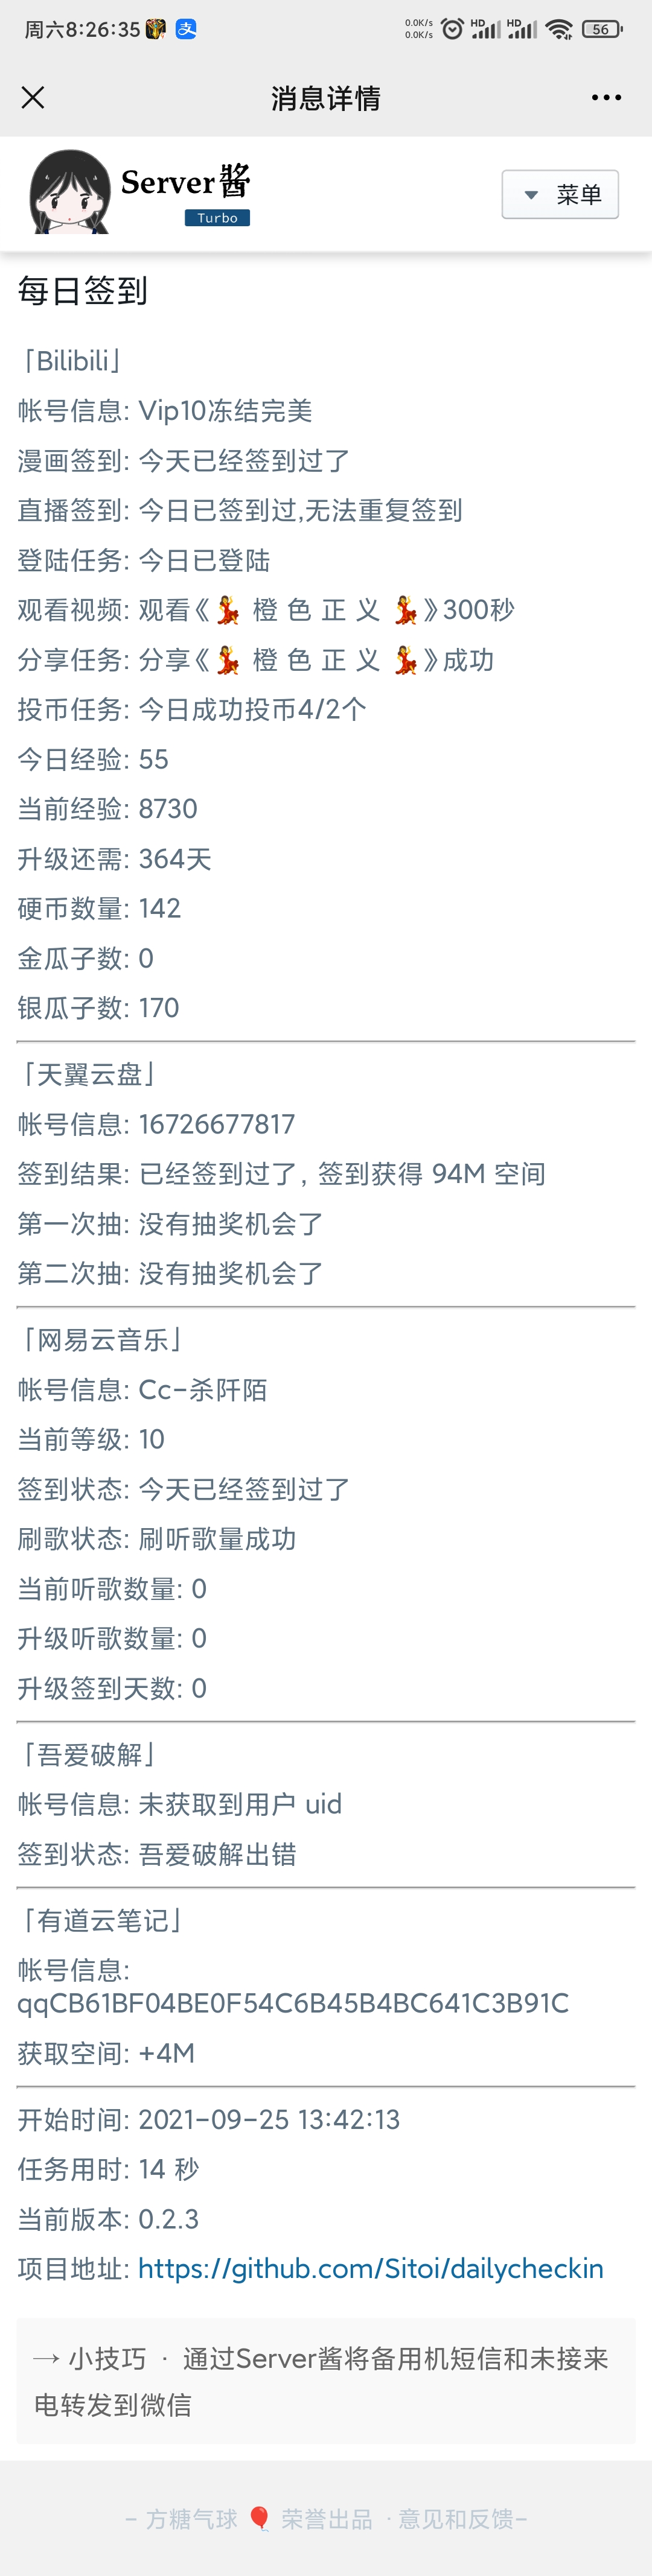 周六8:26:35
0.0K/s
0.0K/s
HD
HD
56
消息详情
Server酱
Turbo
菜单
每日签到
「Bilibili」
帐号信息: Vip10冻结完美
漫画签到: 今天已经签到过了
直播签到: 今日已签到过,无法重复签到
登陆任务: 今日已登陆
观看视频: 观看《💃 橙 色 正 义 💃》300秒
分享任务: 分享《💃 橙 色 正 义 💃》成功
投币任务: 今日成功投币4/2个
今日经验: 55
当前经验: 8730
升级还需: 364天
硬币数量: 142
金瓜子数: 0
银瓜子数: 170
「天翼云盘」
帐号信息: 16726677817
签到结果: 已经签到过了, 签到获得 94M 空间
第一次抽: 没有抽奖机会了
第二次抽: 没有抽奖机会了
「网易云音乐」
帐号信息: Cc-杀阡陌
当前等级: 10
签到状态: 今天已经签到过了
刷歌状态: 刷听歌量成功
当前听歌数量: 0
升级听歌数量: 0
升级签到天数: 0
「吾爱破解」
帐号信息: 未获取到用户 uid
签到状态: 吾爱破解出错
「有道云笔记」
帐号信息:
qqCB61BF04BE0F54C6B45B4BC641C3B91C
获取空间: +4M
开始时间: 2021-09-25 13:42:13
任务用时: 14 秒
当前版本: 0.2.3
项目地址: https://github.com/Sitoi/dailycheckin
→ 小技巧 · 通过Server酱将备用机短信和未接来
电转发到微信
- 方糖气球 🎈 荣誉出品 · 意见和反馈-